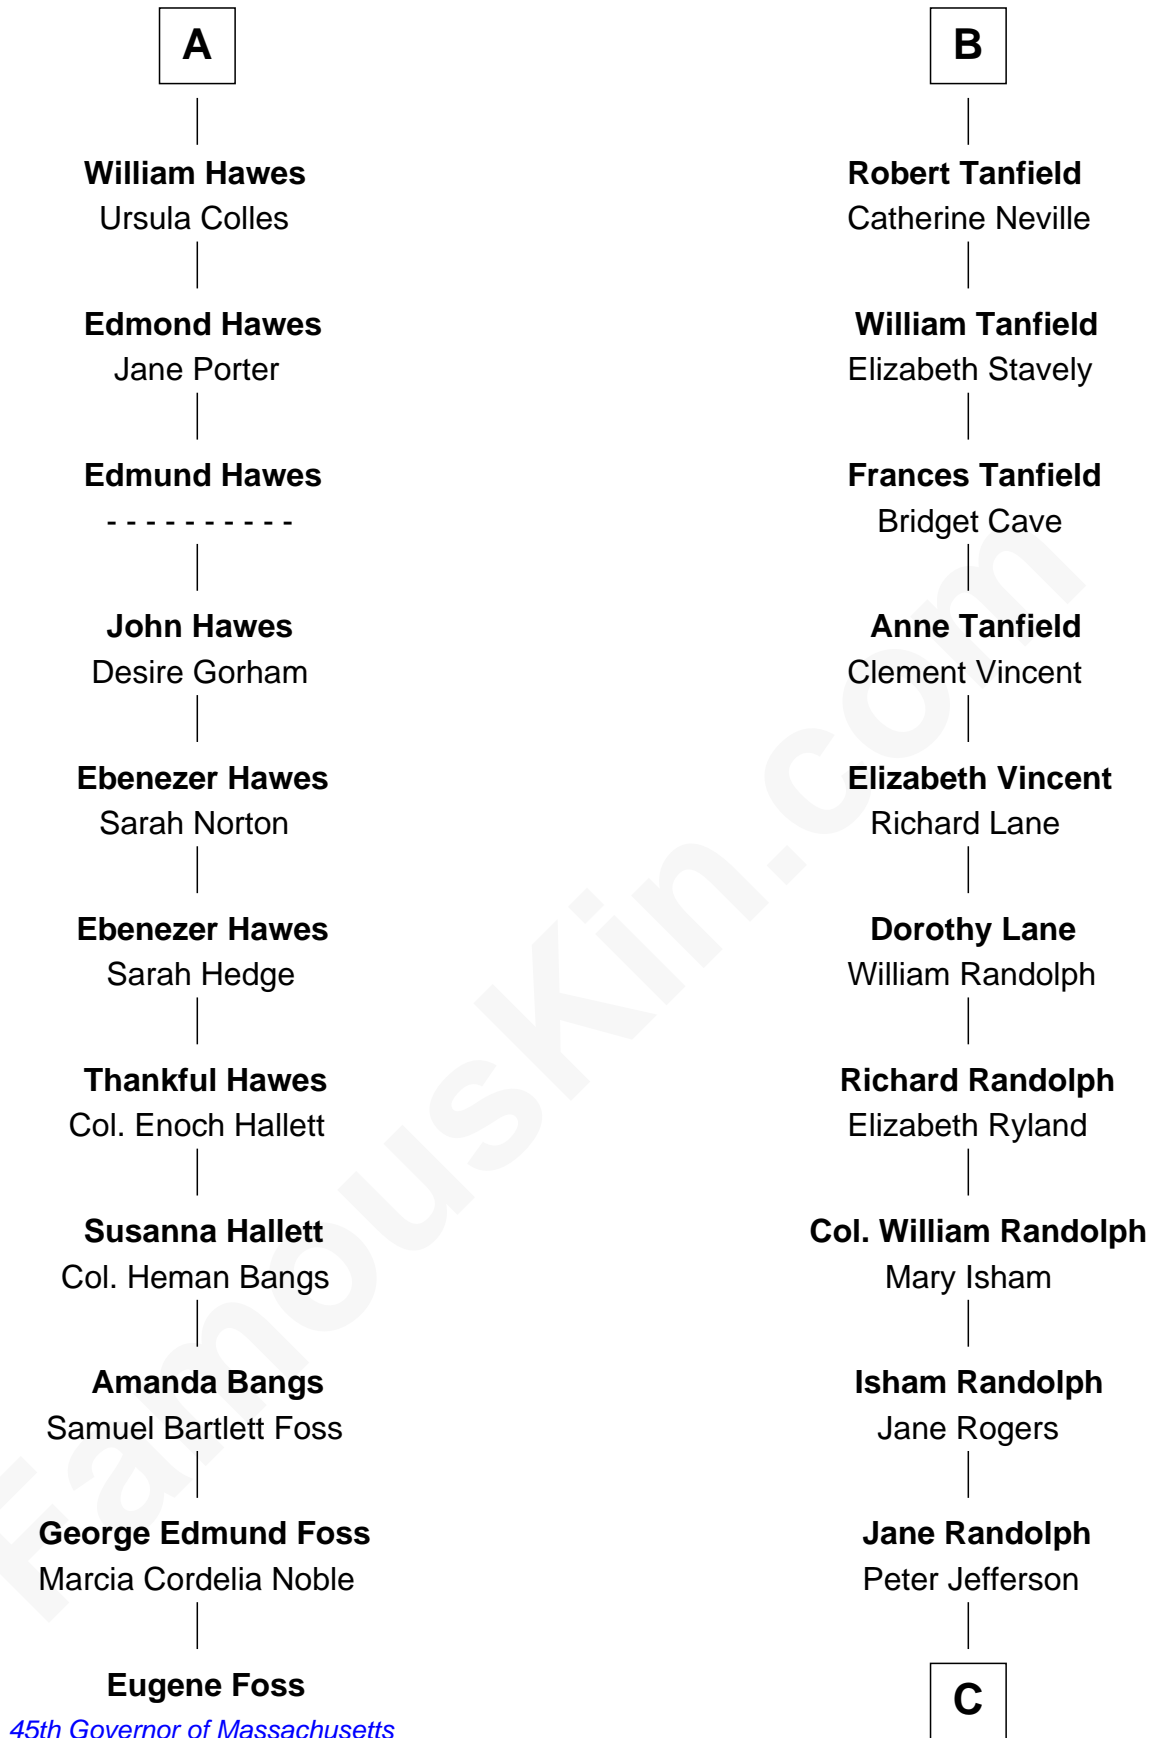 A
William Hawes
Ursula Colles
Edmond Hawes
Jane Porter
Edmund Hawes
- - - - - - - - - -
John Hawes
Desire Gorham
Ebenezer Hawes
Sarah Norton
Ebenezer Hawes
Sarah Hedge
Thankful Hawes
Col. Enoch Hallett
Susanna Hallett
Col. Heman Bangs
Amanda Bangs
Samuel Bartlett Foss
George Edmund Foss
Marcia Cordelia Noble
Eugene Foss
45th Governor of Massachusetts
B
Robert Tanfield
Catherine Neville
William Tanfield
Elizabeth Stavely
Frances Tanfield
Bridget Cave
Anne Tanfield
Clement Vincent
Elizabeth Vincent
Richard Lane
Dorothy Lane
William Randolph
Richard Randolph
Elizabeth Ryland
Col. William Randolph
Mary Isham
Isham Randolph
Jane Rogers
Jane Randolph
Peter Jefferson
C
FamousKin.com